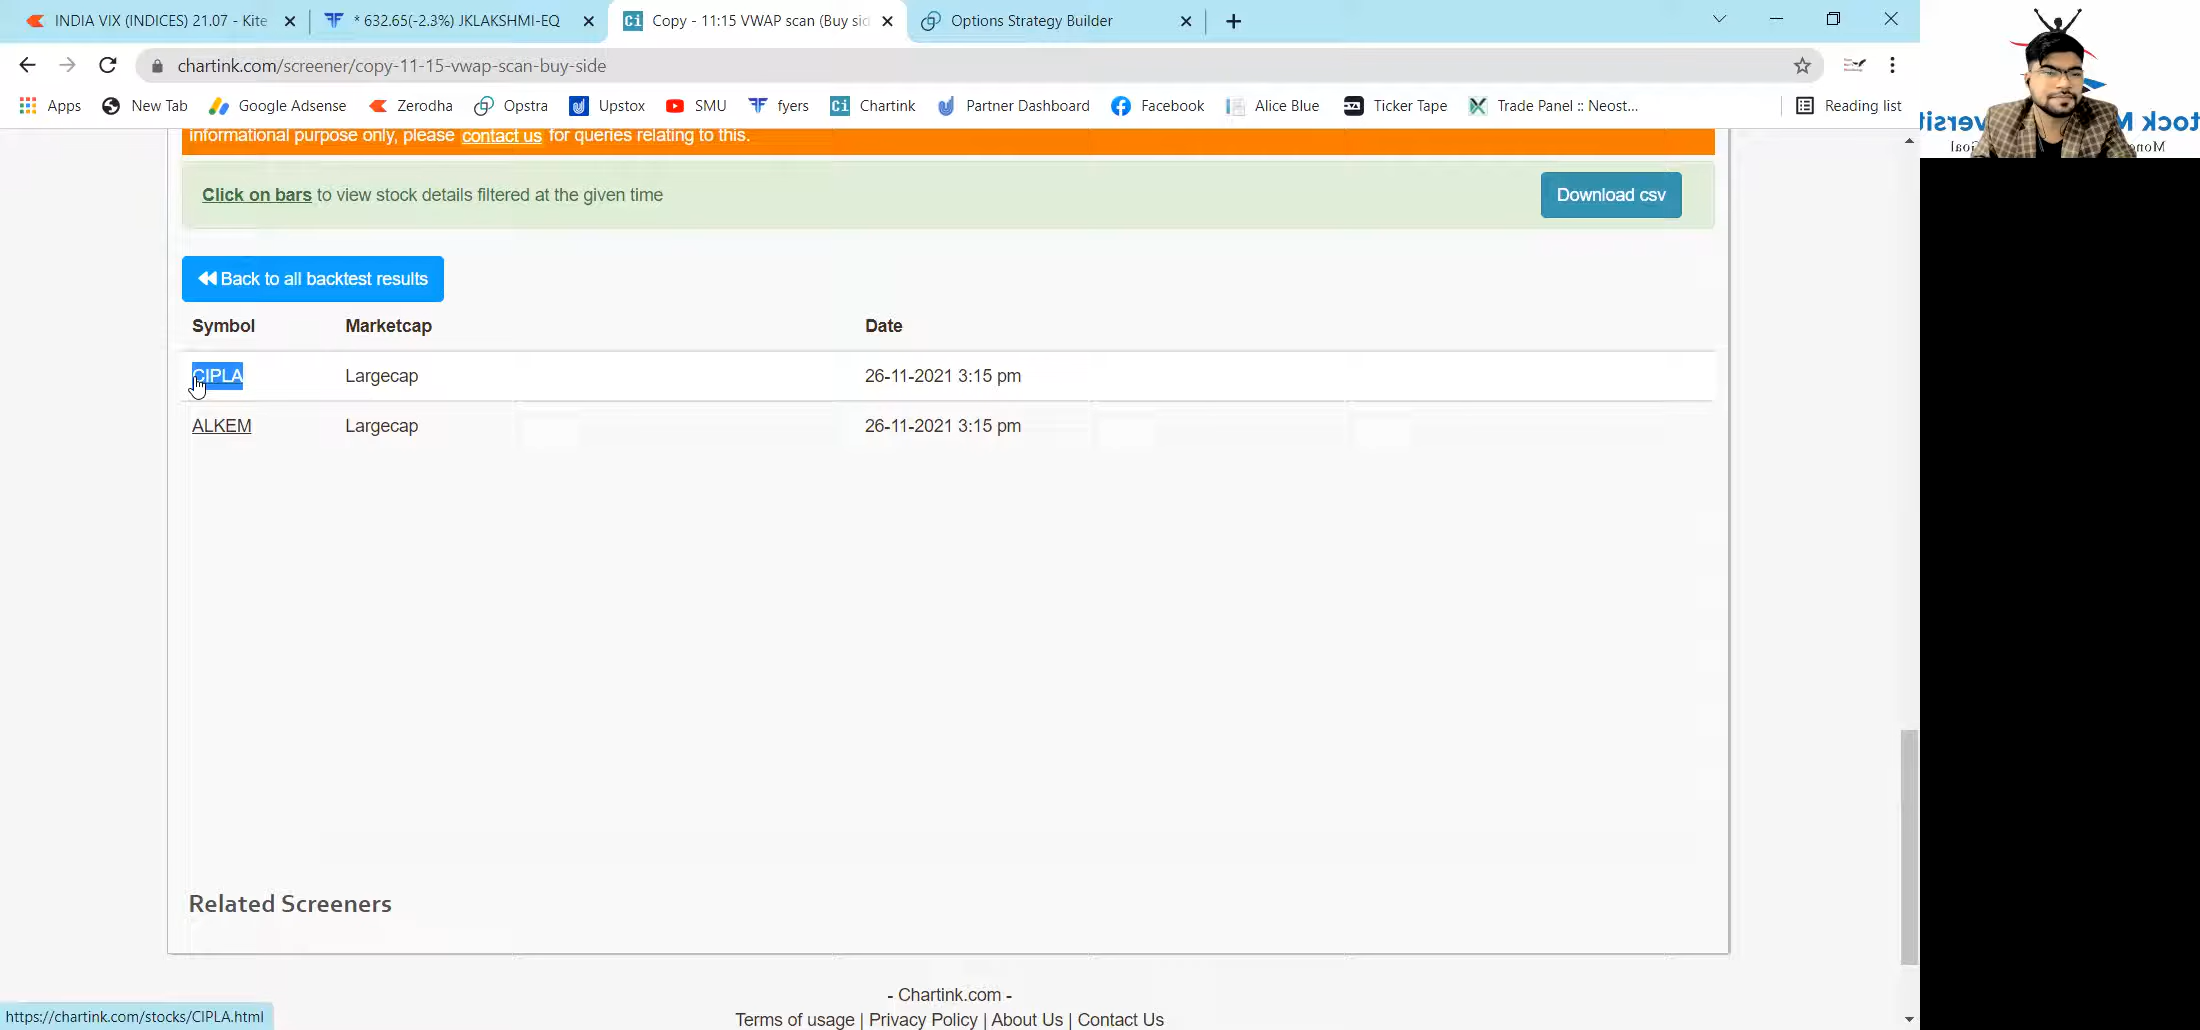 INDIA VIX (INDICES) 21.07 - Kite
* 632.65(-2.3%) JKLAKSHMI-EQ
Ci Copy - 11:15 VWAP scan (Buy sid
Options Strategy Builder
chartink.com/screener/copy-11-15-vwap-scan-buy-side
Apps New Tab Google Adsense Zerodha Opstra Upstox SMU fyers Ci Chartink Partner Dashboard Facebook Alice Blue Ticker Tape Trade Panel :: Neost... Reading list
informational purpose only, please contact us for queries relating to this.
Click on bars to view stock details filtered at the given time
Download csv
Back to all backtest results
Symbol Marketcap Date
CIPLA Largecap 26-11-2021 3:15 pm
ALKEM Largecap 26-11-2021 3:15 pm
Related Screeners
- Chartink.com -
Terms of usage | Privacy Policy | About Us | Contact Us
https://chartink.com/stocks/CIPLA.html